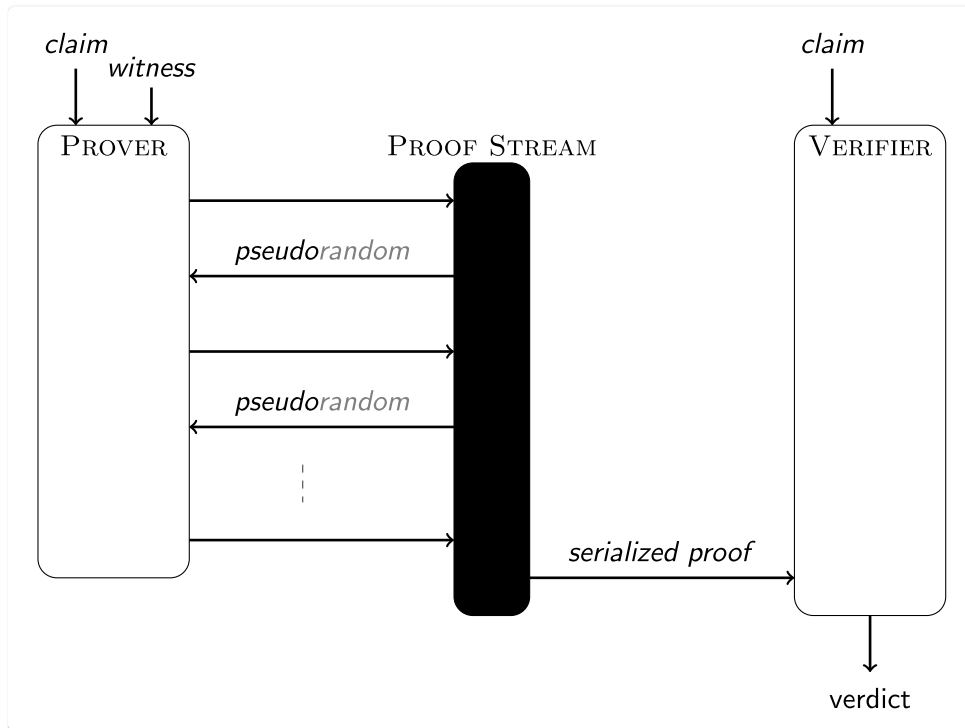 claim
witness
claim
PROVER
PROOF STREAM
VERIFIER
pseudorandom
pseudorandom
serialized proof
verdict